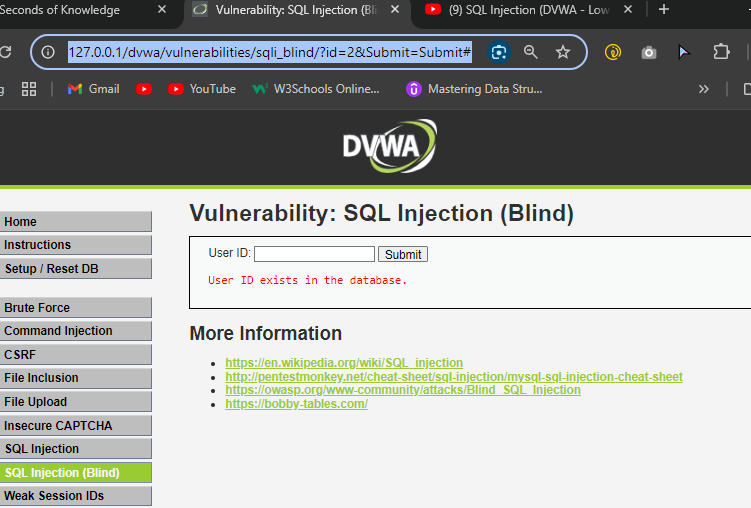 Seconds of Knowledge
Vulnerability: SQL Injection (Bli
(9) SQL Injection (DVWA - Low
127.0.0.1/dvwa/vulnerabilities/sqli_blind/?id=2&Submit=Submit#
g
Gmail
YouTube
W3Schools Online...
Mastering Data Stru...
»
DVWA
Home
Instructions
Setup / Reset DB
Brute Force
Command Injection
CSRF
File Inclusion
File Upload
Insecure CAPTCHA
SQL Injection
SQL Injection (Blind)
Weak Session IDs
Vulnerability: SQL Injection (Blind)
User ID:
Submit
User ID exists in the database.
More Information
• https://en.wikipedia.org/wiki/SQL_injection
• http://pentestmonkey.net/cheat-sheet/sql-injection/mysql-sql-injection-cheat-sheet
• https://owasp.org/www-community/attacks/Blind_SQL_Injection
• https://bobby-tables.com/